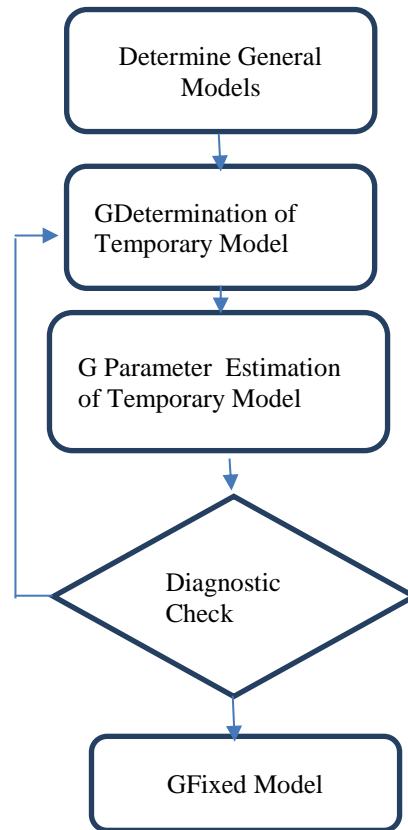 Determine General
Models
GDetermination of
Temporary Model
G Parameter Estimation
of Temporary Model
Diagnostic
Check
GFixed Model